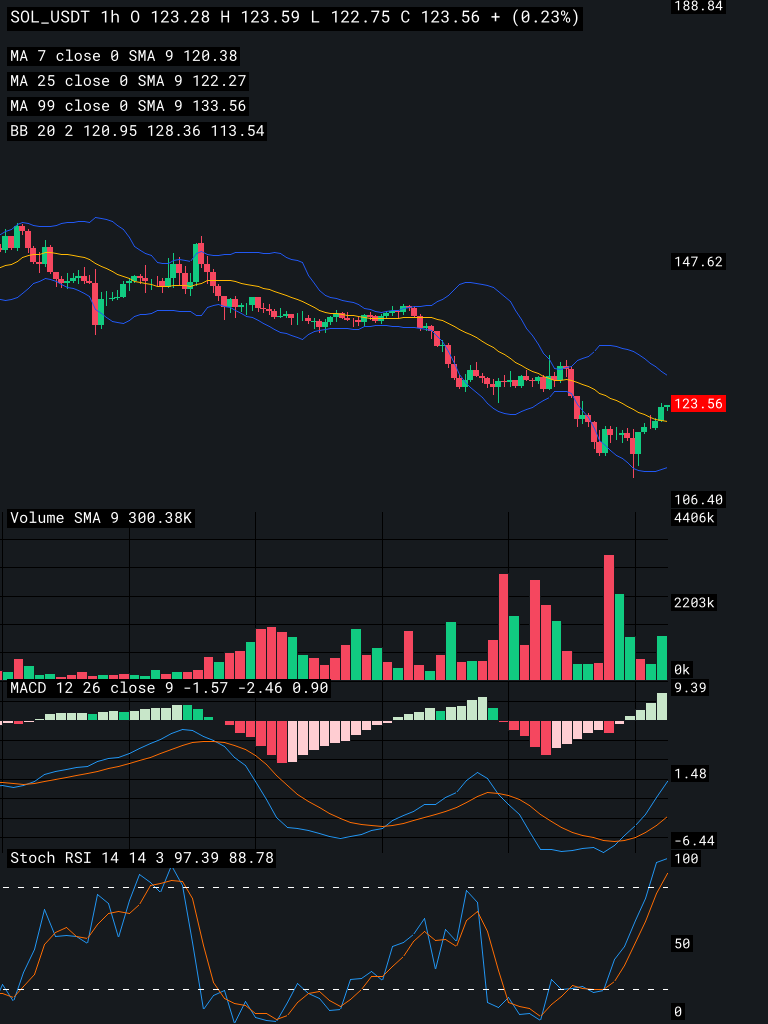 SOL_USDT 1h O 123.28 H 123.59 L 122.75 C 123.56 + (0.23%)
188.84
MA 7 close 0 SMA 9 120.38
MA 25 close 0 SMA 9 122.27
MA 99 close 0 SMA 9 133.56
BB 20 2 120.95 128.36 113.54
147.62
123.56
106.40
Volume SMA 9 300.38K
4406k
2203k
0k
MACD 12 26 close 9 -1.57 -2.46 0.90
9.39
1.48
-6.44
Stoch RSI 14 14 3 97.39 88.78
100
50
0